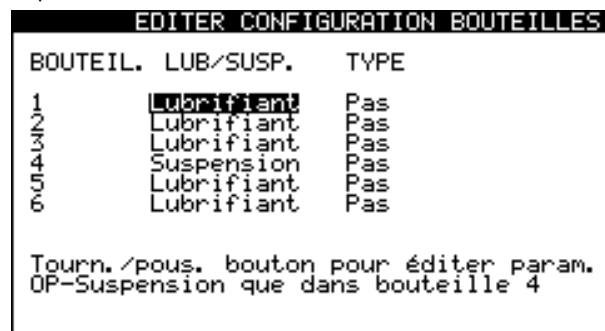 EDITER CONFIGURATION BOUTEILLES
BOUTEIL. LUB/SUSP. TYPE
1 Lubrifiant Pas
2 Lubrifiant Pas
3 Lubrifiant Pas
4 Suspension Pas
5 Lubrifiant Pas
6 Lubrifiant Pas
Tourn./pous. bouton pour éditer param.
OP-Suspension que dans bouteille 4